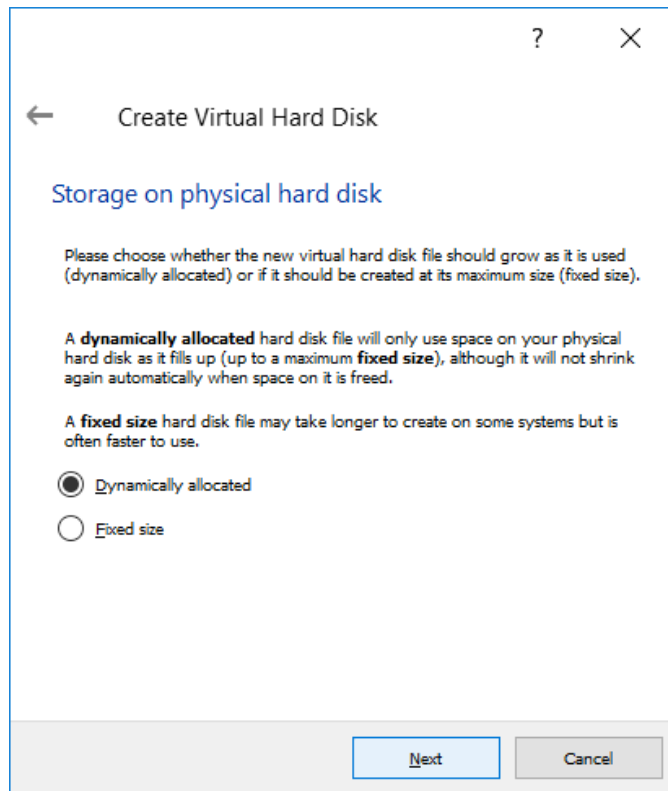 ?
Create Virtual Hard Disk
Storage on physical hard disk
Please choose whether the new virtual hard disk file should grow as it is used
(dynamically allocated) or if it should be created at its maximum size (fixed size).
A dynamically allocated hard disk file will only use space on your physical
hard disk as it fills up (up to a maximum fixed size), although it will not shrink
again automatically when space on it is freed.
A fixed size hard disk file may take longer to create on some systems but is
often faster to use.
Dynamically allocated
Fixed size
Next Cancel